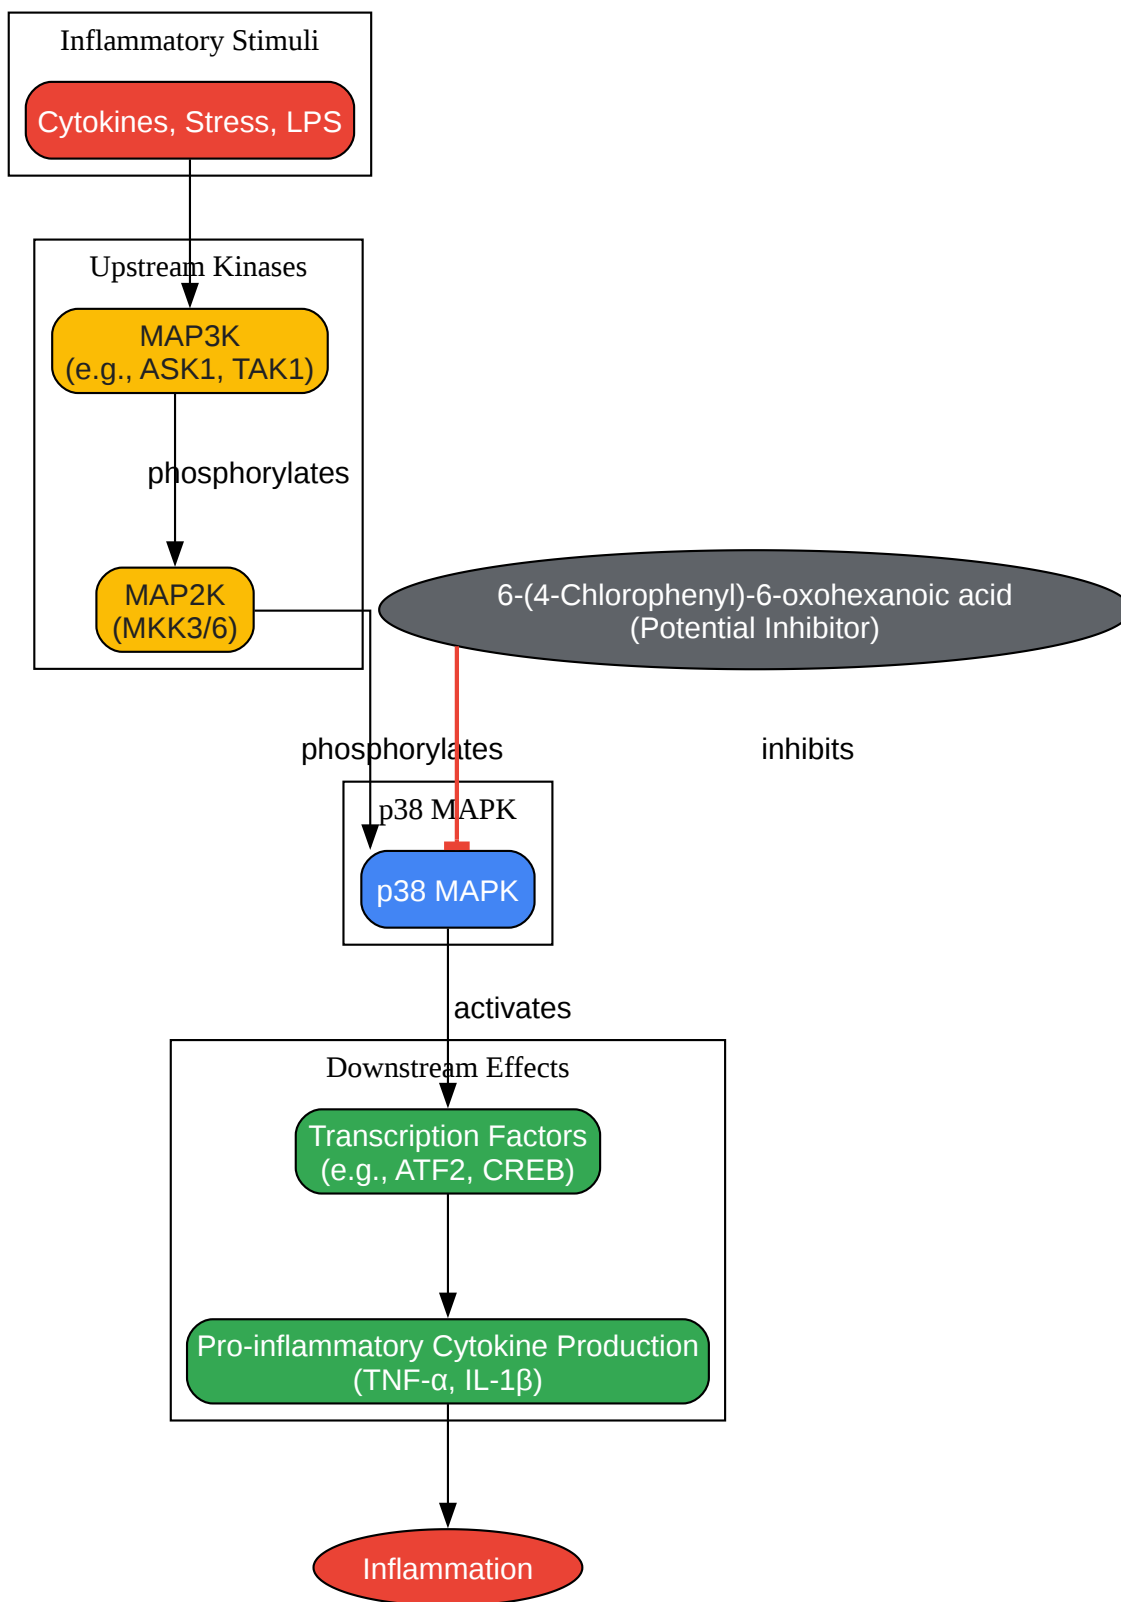 Inflammatory Stimuli
Cytokines, Stress, LPS
Upstream Kinases
MAP3K
(e.g., ASK1, TAK1)
phosphorylates
MAP2K
(MKK3/6)
6-(4-Chlorophenyl)-6-oxohexanoic acid
(Potential Inhibitor)
phosphorylates
inhibits
p38 MAPK
p38 MAPK
activates
Downstream Effects
Transcription Factors
(e.g., ATF2, CREB)
Pro-inflammatory Cytokine Production
(TNF-α, IL-1β)
Inflammation